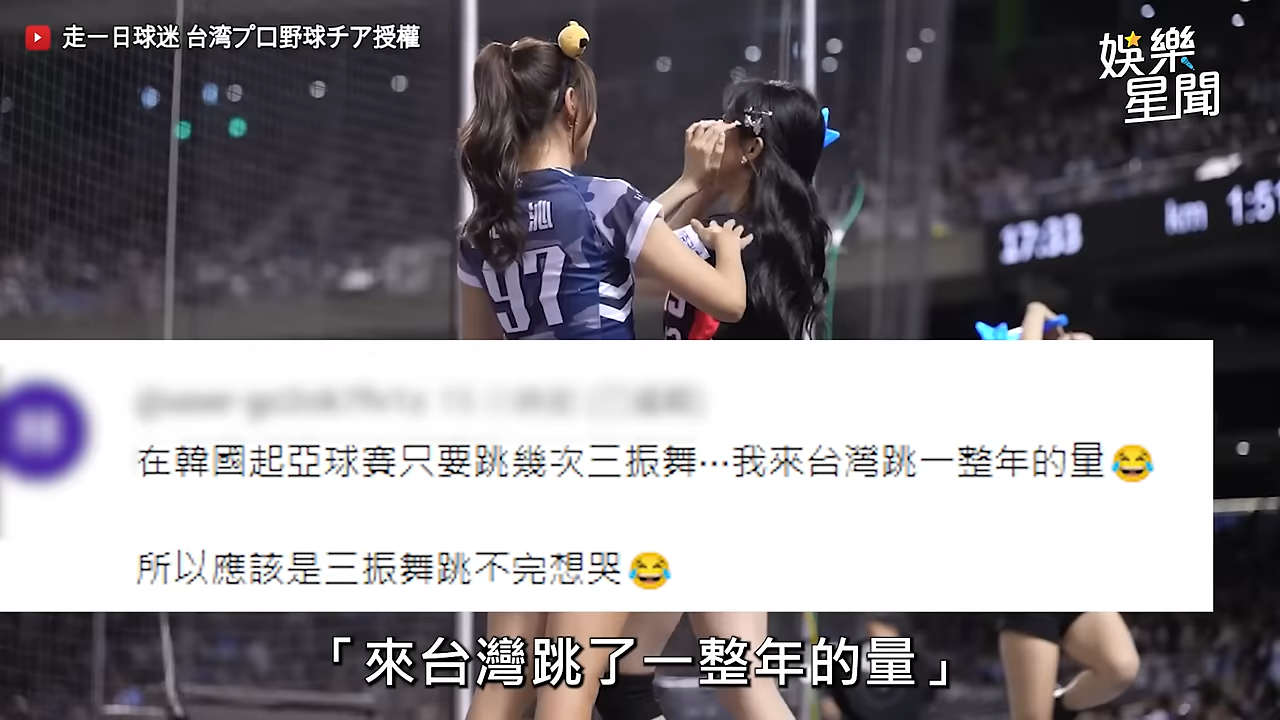 走一日球迷 台湾プロ野球チア授權
娛樂
星聞
沁
97
17:33
km
在韓國起亞球賽只要跳幾次三振舞…我來台灣跳一整年的量😂
所以應該是三振舞跳不完想哭😂
「來台灣跳了一整年的量」